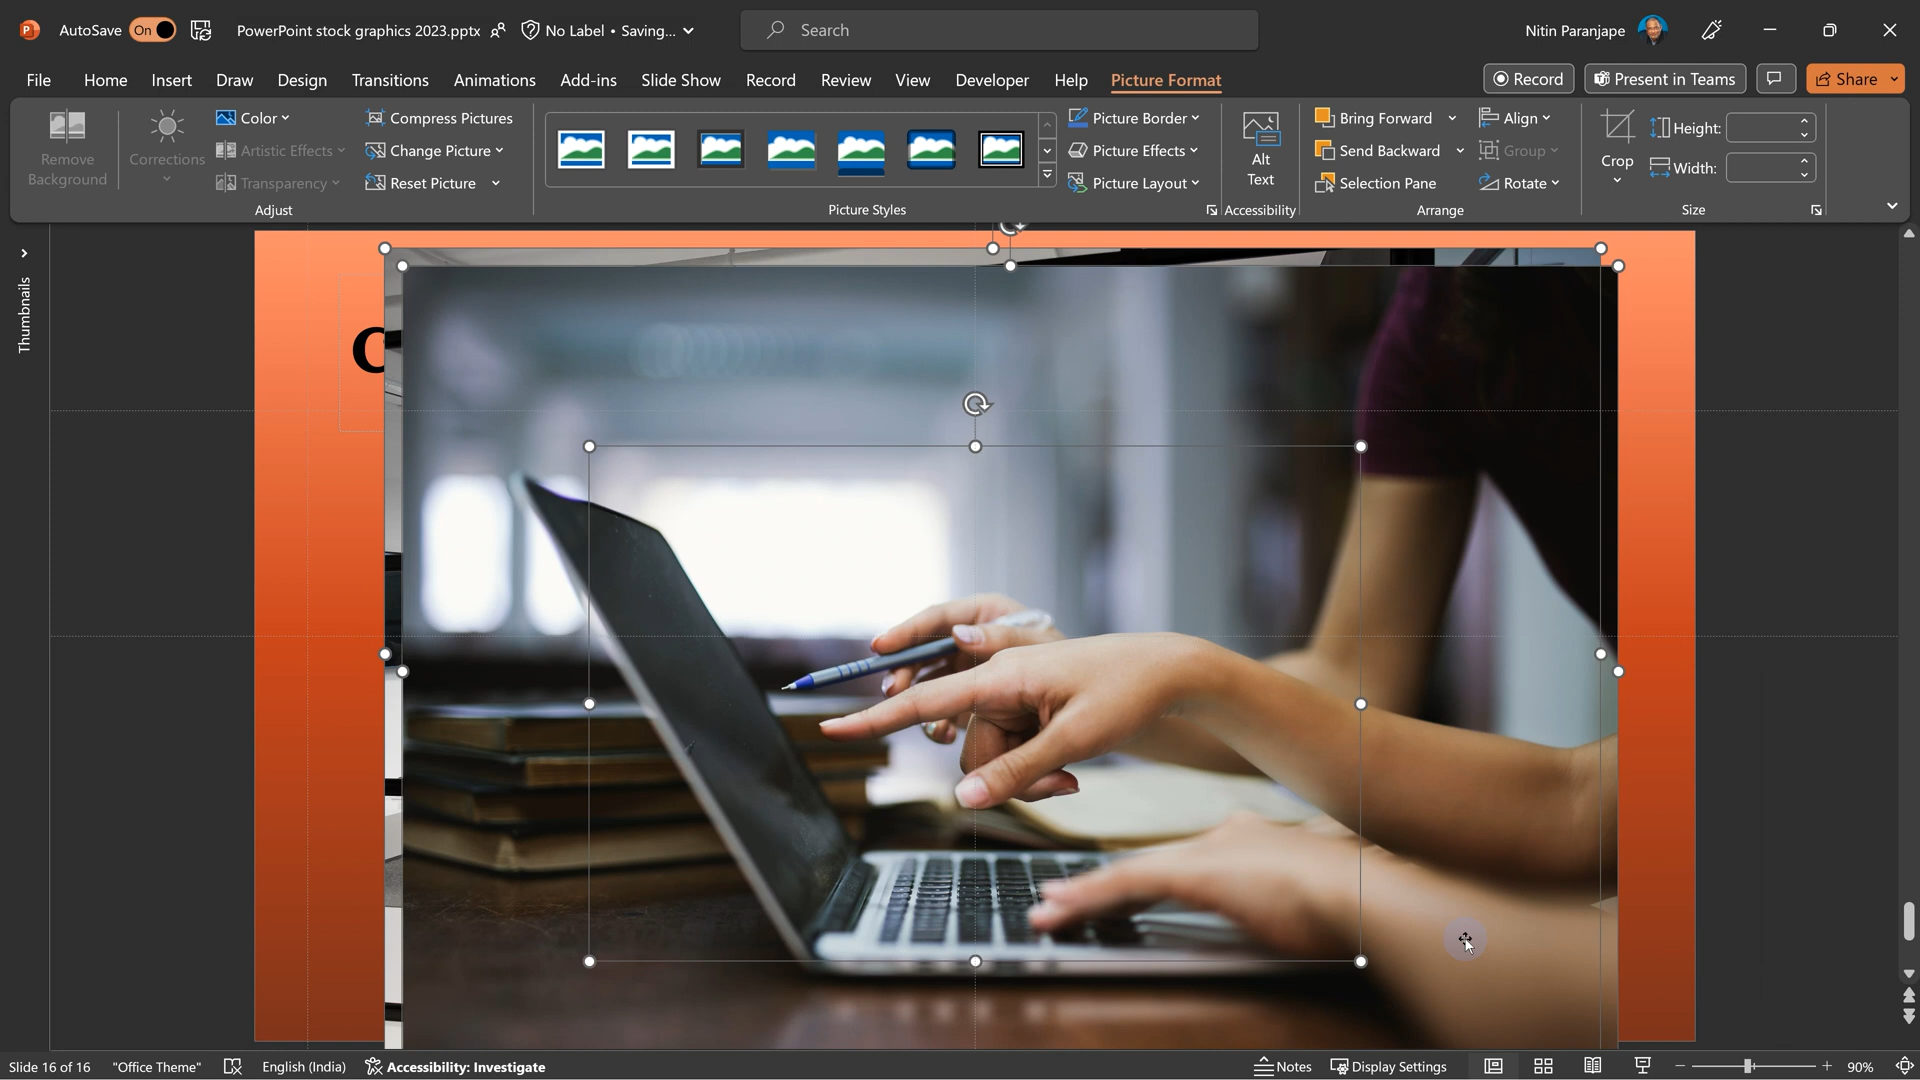 AutoSave On PowerPoint stock graphics 2023.pptx No Label • Saving... Search Nitin Paranjape
File Home Insert Draw Design Transitions Animations Add-ins Slide Show Record Review View Developer Help Picture Format Record Present in Teams Share
Remove Background
Corrections
Color
Artistic Effects
Transparency
Compress Pictures
Change Picture
Reset Picture
Adjust
Picture Styles
Picture Border
Picture Effects
Picture Layout
Alt Text
Accessibility
Bring Forward
Send Backward
Selection Pane
Align
Group
Rotate
Arrange
Crop
Height:
Width:
Size
Thumbnails
Slide 16 of 16 "Office Theme" English (India) Accessibility: Investigate Notes Display Settings 90%